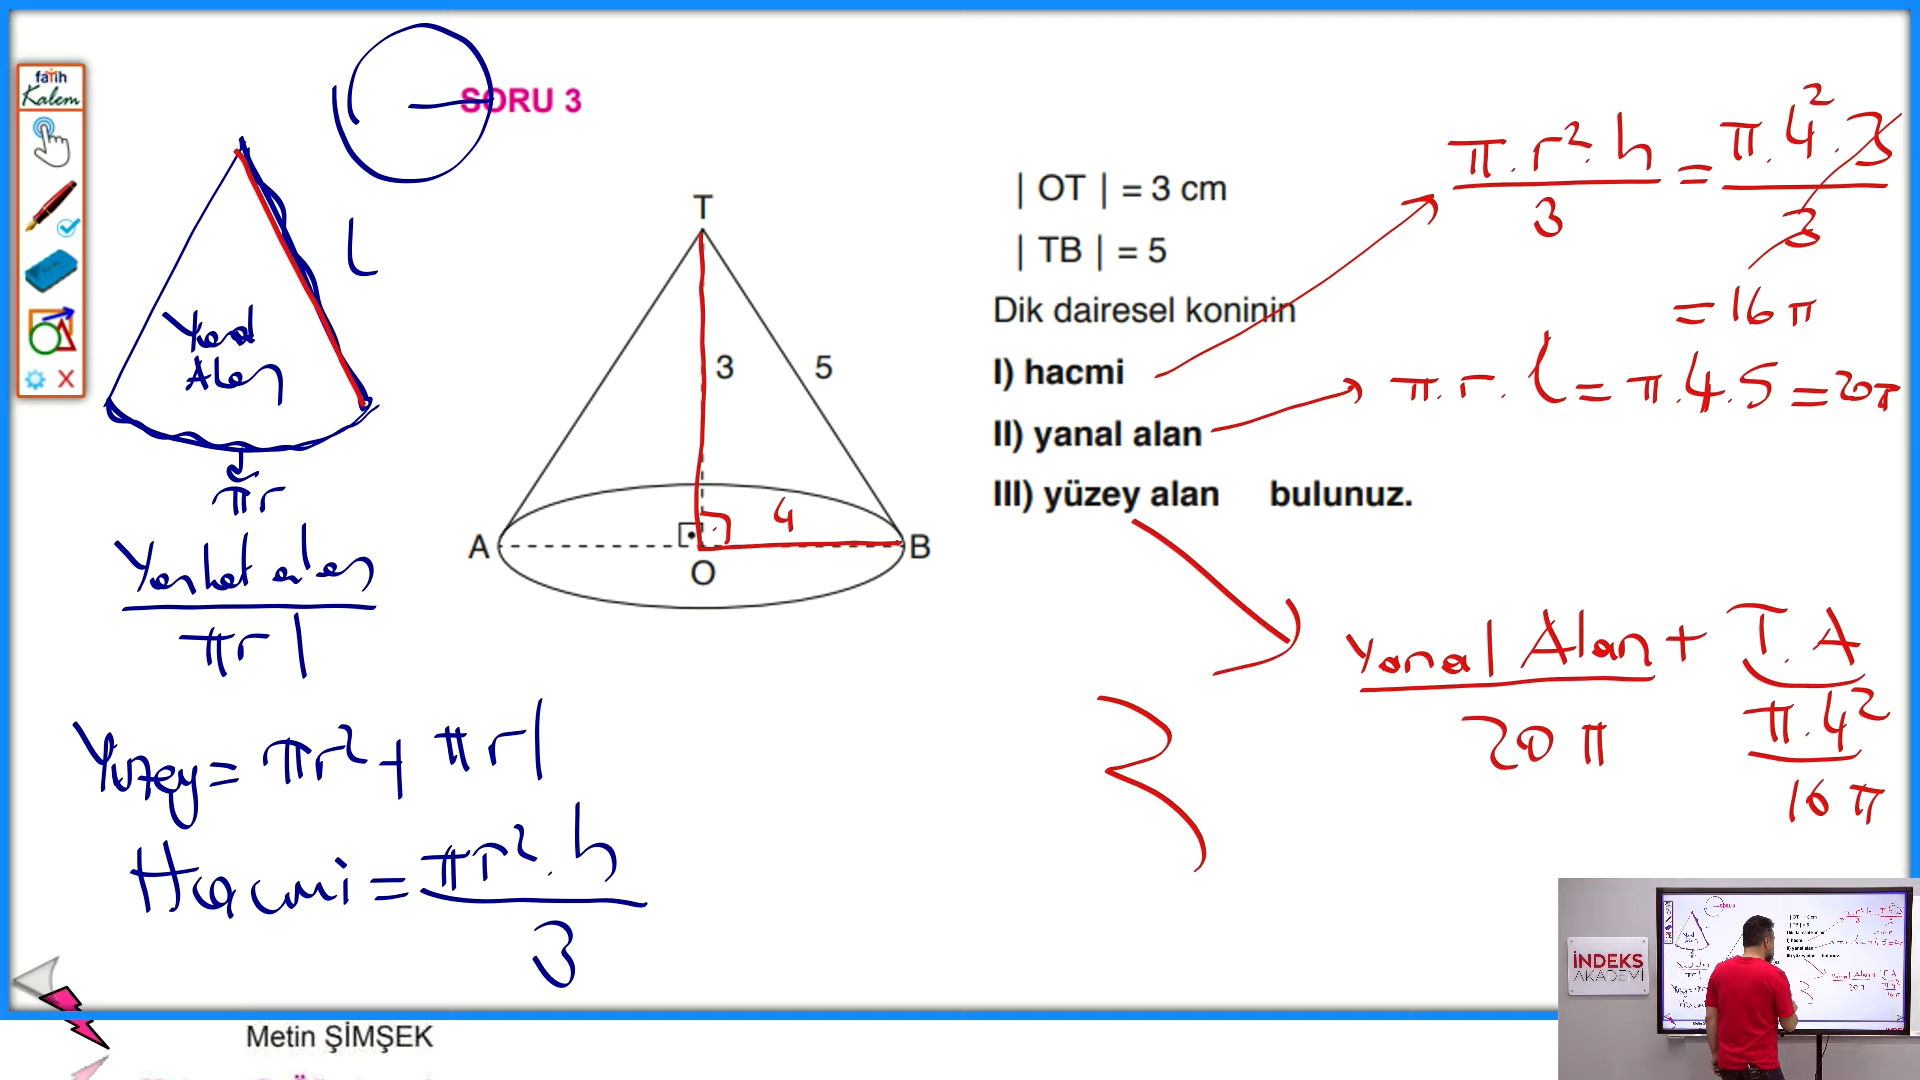 fatih
Kalem
SORU 3
L
Yanal
Alan
πr
πrl
Yüzey = πr² + πrl
Hacmi = πr².h
3
T
3
5
4
A
O
B
| OT | = 3 cm
| TB | = 5
Dik dairesel koninin
I) hacmi
II) yanal alan
III) yüzey alan bulunuz.
π.r².h = π.4².3
3 3
= 16π
π.r.l = π.4.5 = 20π
Yanal Alan + T.A
20π π.4²
16π
Metin ŞİMŞEK
İNDEKS
AKADEMİ